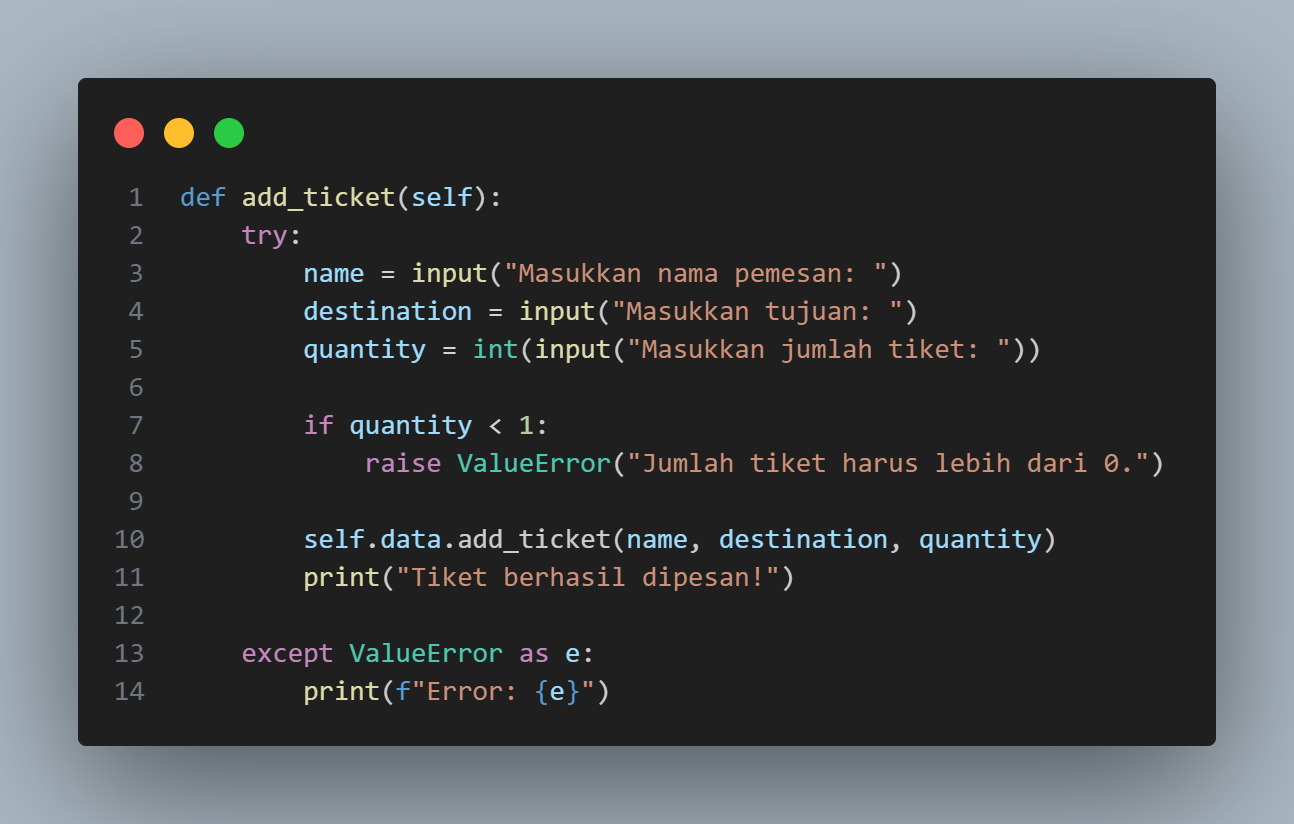 1 def add_ticket(self):
2     try:
3         name = input("Masukkan nama pemesan: ")
4         destination = input("Masukkan tujuan: ")
5         quantity = int(input("Masukkan jumlah tiket: "))
6
7         if quantity < 1:
8             raise ValueError("Jumlah tiket harus lebih dari 0.")
9
10         self.data.add_ticket(name, destination, quantity)
11         print("Tiket berhasil dipesan!")
12
13     except ValueError as e:
14         print(f"Error: {e}")